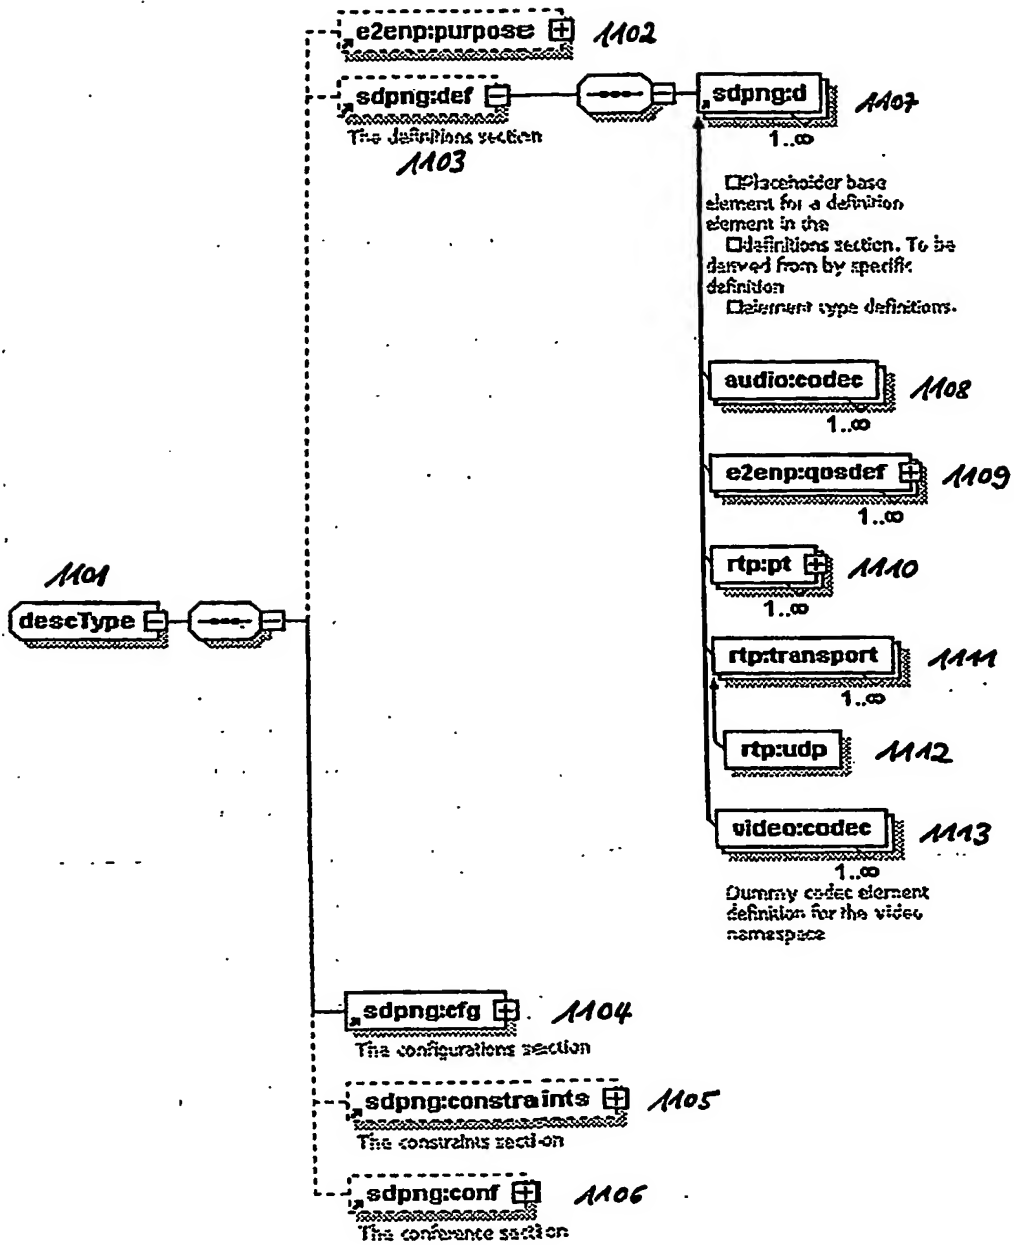 e2enp:purpose 1102
sdpng:def
The definitions section
1103
sdpng:d 1107
1..∞
Placeholder base
element for a definition
element in the
definitions section. To be
derived from by specific
definition
element type definitions.
audio:codec 1108
1..∞
e2enp:qosdef 1109
1..∞
rtp:pt 1110
1..∞
1101
descType
rtp:transport 1111
1..∞
rtp:udp 1112
video:codec 1113
1..∞
Dummy codec element
definition for the video
namespace
sdpng:cfg 1104
The configurations section
sdpng:constraints 1105
The constraints section
sdpng:conf 1106
The conference section